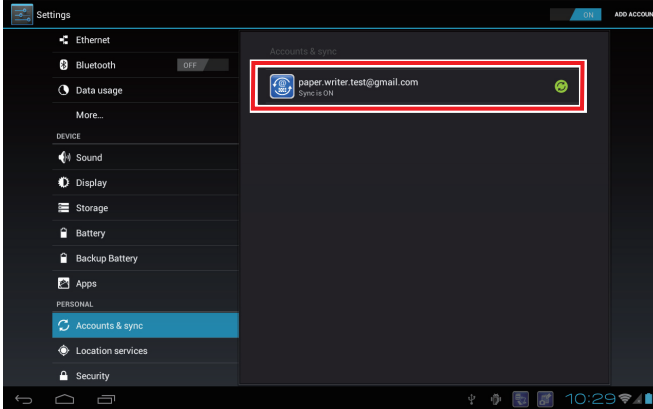 Settings
ON
ADD ACCOUN
Ethernet
Bluetooth
OFF
Data usage
More...
DEVICE
Sound
Display
Storage
Battery
Backup Battery
Apps
PERSONAL
Accounts & sync
Location services
Security
Accounts & sync
paper.writer.test@gmail.com
Sync is ON
10:29